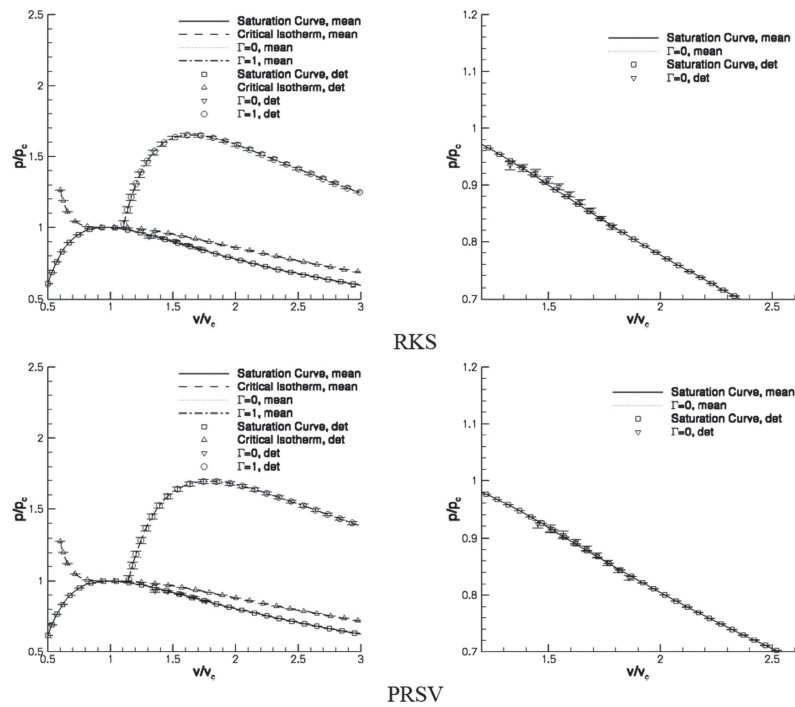 2.5
2
1.5
1
0.5
p/pc
0.5
1
1.5
2
2.5
3
v/vc
Saturation Curve, mean
Critical Isotherm, mean
Γ=0, mean
Γ=1, mean
Saturation Curve, det
Critical Isotherm, det
Γ=0, det
Γ=1, det
1.2
1.1
1
0.9
0.8
0.7
p/pc
1.5
2
v/vc
Saturation Curve, mean
Γ=0, mean
Saturation Curve, det
Γ=0, det
RKS
2.5
2
1.5
1
0.5
p/pc
0.5
1
1.5
2
2.5
3
v/vc
Saturation Curve, mean
Critical Isotherm, mean
Γ=0, mean
Γ=1, mean
Saturation Curve, det
Critical Isotherm, det
Γ=0, det
Γ=1, det
1.2
1.1
1
0.9
0.8
0.7
p/pc
1.5
2
2.5
v/vc
Saturation Curve, mean
Γ=0, mean
Saturation Curve, det
Γ=0, det
PRSV